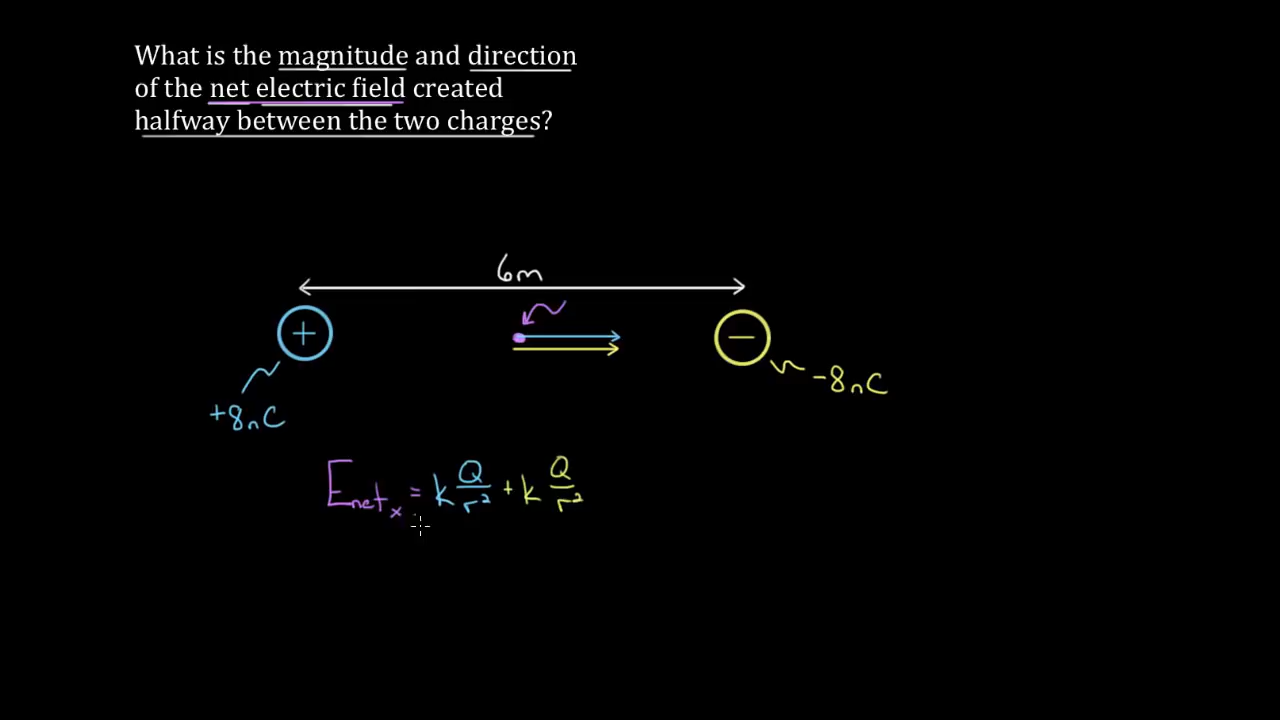 What is the magnitude and direction
of the net electric field created
halfway between the two charges?
6m
+
−
+8nC
-8nC
Enetx = k Q/r² + k Q/r²